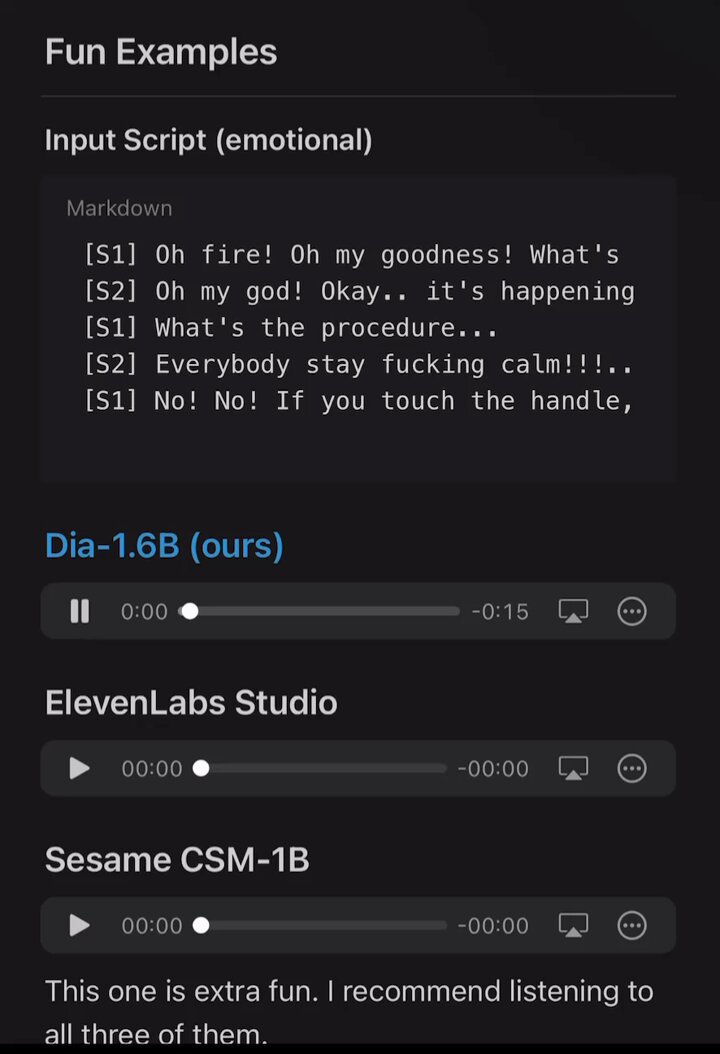 Fun Examples
Input Script (emotional)
Markdown
[S1] Oh fire! Oh my goodness! What's
[S2] Oh my god! Okay.. it's happening
[S1] What's the procedure...
[S2] Everybody stay fucking calm!!!..
[S1] No! No! If you touch the handle,
Dia-1.6B (ours)
0:00 -0:15
ElevenLabs Studio
00:00 -00:00
Sesame CSM-1B
00:00 -00:00
This one is extra fun. I recommend listening to
all three of them.